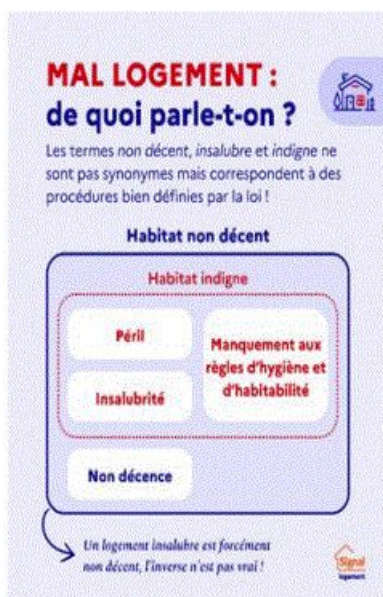 MAL LOGEMENT :
de quoi parle-t-on ?
Les termes non décent, insalubre et indigne ne
sont pas synonymes mais correspondent à des
procédures bien définies par la loi !
Habitat non décent
Habitat indigne
Péril
Insalubrité
Manquement aux
règles d'hygiène et
d'habitabilité
Non décence
Un logement insalubre est forcément
non décent, l'inverse n'est pas vrai !
Signal
logement